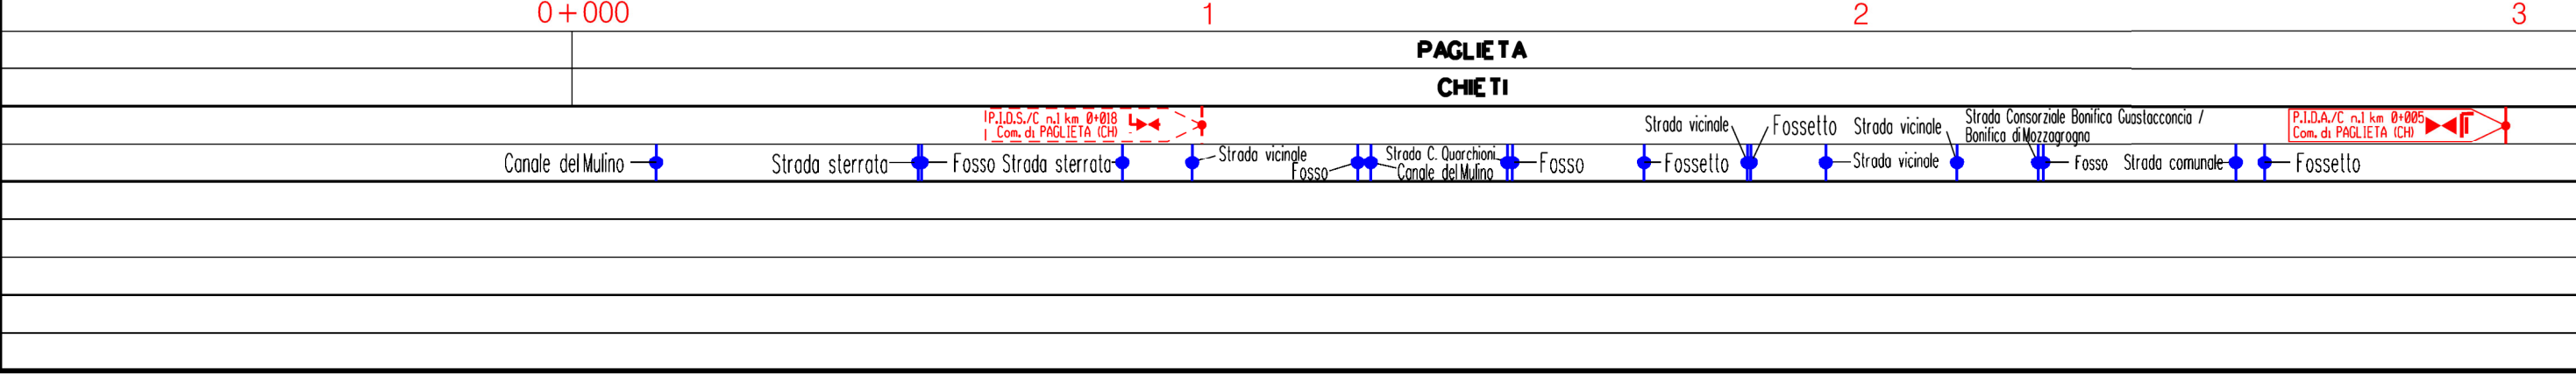 0+000 1 2 3
PAGLIETA
CHIETI
P.I.D.S./C n.1 km 0+018
Com. di PAGLIETA (CH)
Strada vicinale
Fossetto
Strada vicinale
Strada Consorziale Bonifica Guastacconcia /
Bonifica di Mozzagrogna
P.I.D.A./C n.1 km 0+005
Com. di PAGLIETA (CH)
Canale del Mulino
Strada sterrata
Fosso
Strada sterrata
Strada vicinale
Fosso
Strada C. Quarchioni
Canale del Mulino
Fosso
Fossetto
Strada vicinale
Fosso
Strada comunale
Fossetto